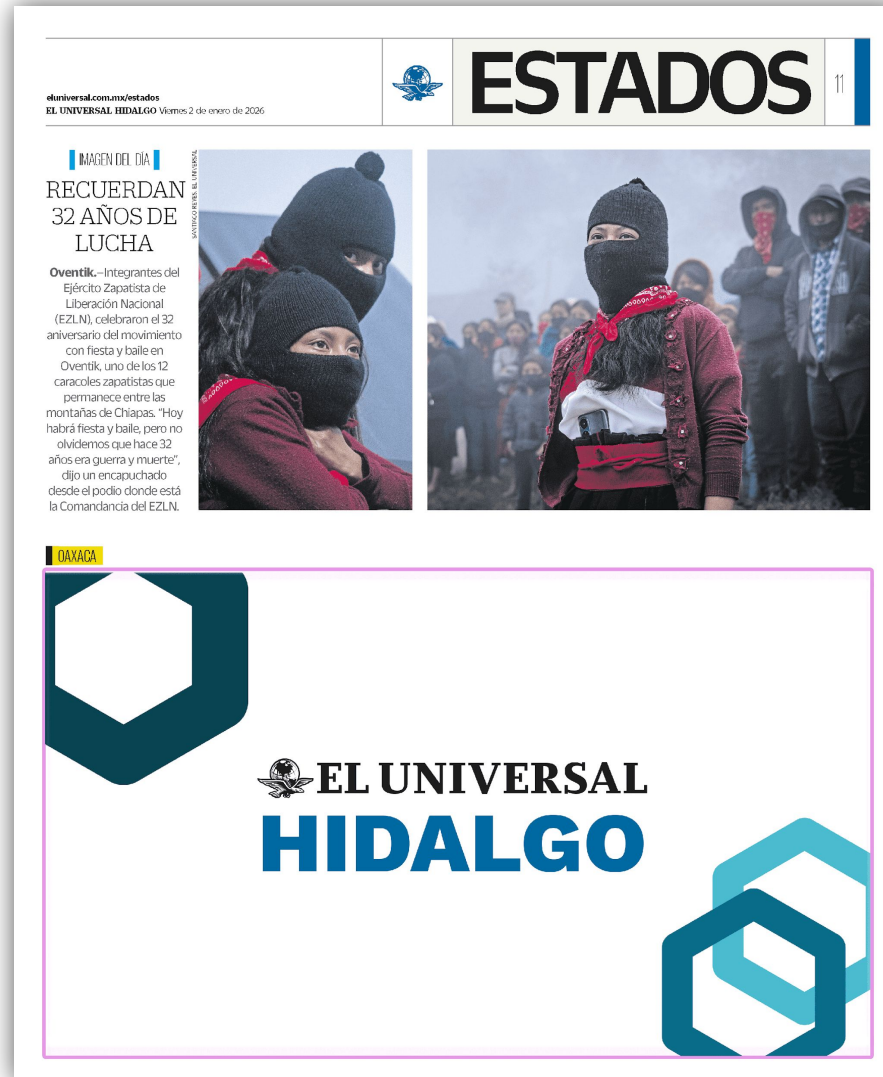 eluniversal.com.mx/estados
EL UNIVERSAL HIDALGO Viernes 2 de enero de 2026
ESTADOS
11
IMAGEN DEL DÍA
RECUERDAN
32 AÑOS DE
LUCHA
Oventik.–Integrantes del
Ejército Zapatista de
Liberación Nacional
(EZLN), celebraron el 32
aniversario del movimiento
con fiesta y baile en
Oventik, uno de los 12
caracoles zapatistas que
permanece entre las
montañas de Chiapas. “Hoy
habrá fiesta y baile, pero no
olvidemos que hace 32
años era guerra y muerte”,
dijo un encapuchado
desde el podio donde está
la Comandancia del EZLN.
OAXACA
EL UNIVERSAL
HIDALGO